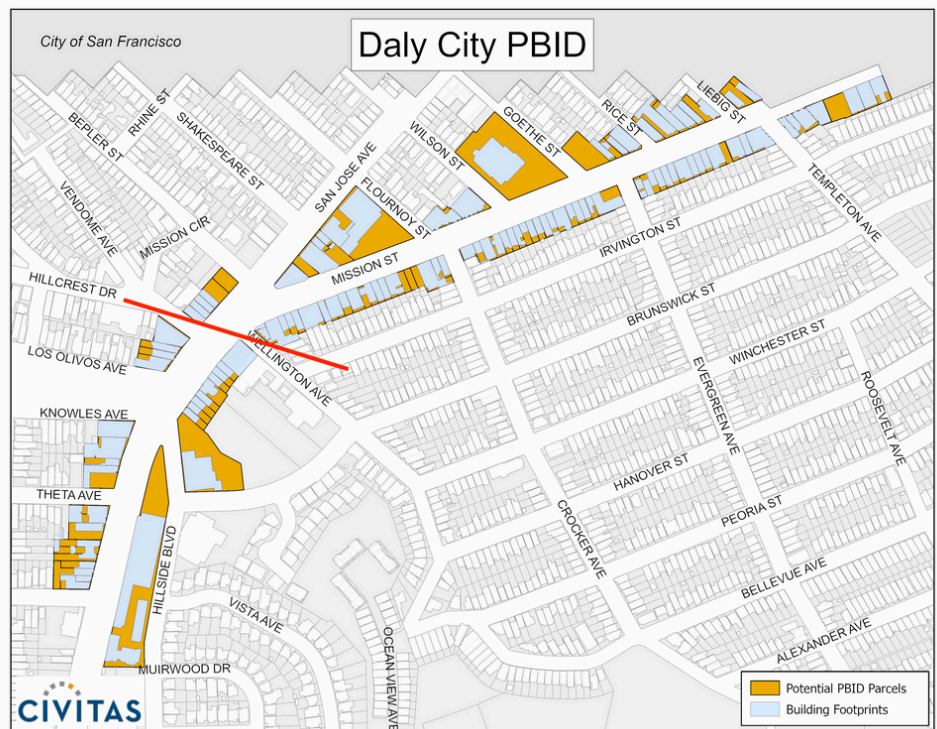 City of San Francisco
Daly City PBID
RHINE ST
BEPLER ST
SHAKESPEARE ST
VENDOME AVE
MISSION CIR
SAN JOSE AVE
WILSON ST
GOETHE ST
RICE ST
LIEBIG ST
FLOURNOY ST
MISSION ST
TEMPLETON AVE
IRVINGTON ST
BRUNSWICK ST
WINCHESTER ST
HILLCREST DR
LOS OLIVOS AVE
WELLINGTON AVE
KNOWLES AVE
THETA AVE
EVERGREEN AVE
ROOSEVELT AVE
HANOVER ST
CROCKER AVE
PEORIA ST
HILLSIDE BLVD
VISTA AVE
BELLEVUE AVE
OCEAN VIEW AVE
ALEXANDER AVE
MUIRWOOD DR
CIVITAS
Potential PBID Parcels
Building Footprints